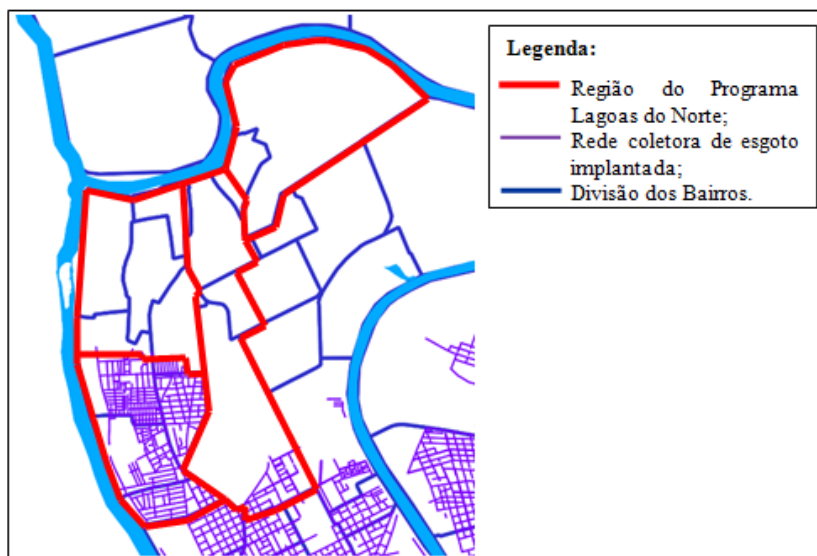 Legenda:
Região do Programa
Lagoas do Norte;
Rede coletora de esgoto
implantada;
Divisão dos Bairros.